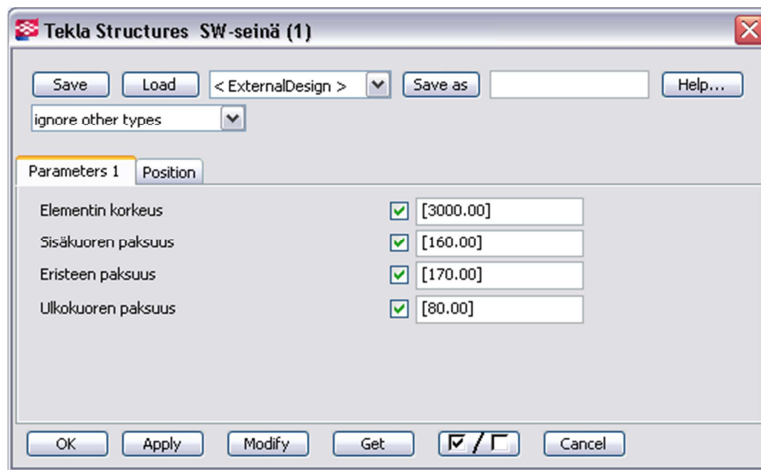 Tekla Structures SW-seinä (1)
Save Load < ExternalDesign > Save as Help...
ignore other types
Parameters 1 Position
Elementin korkeus [3000.00]
Sisäkuoren paksuus [160.00]
Eristeen paksuus [170.00]
Ulkokuoren paksuus [80.00]
OK Apply Modify Get / Cancel